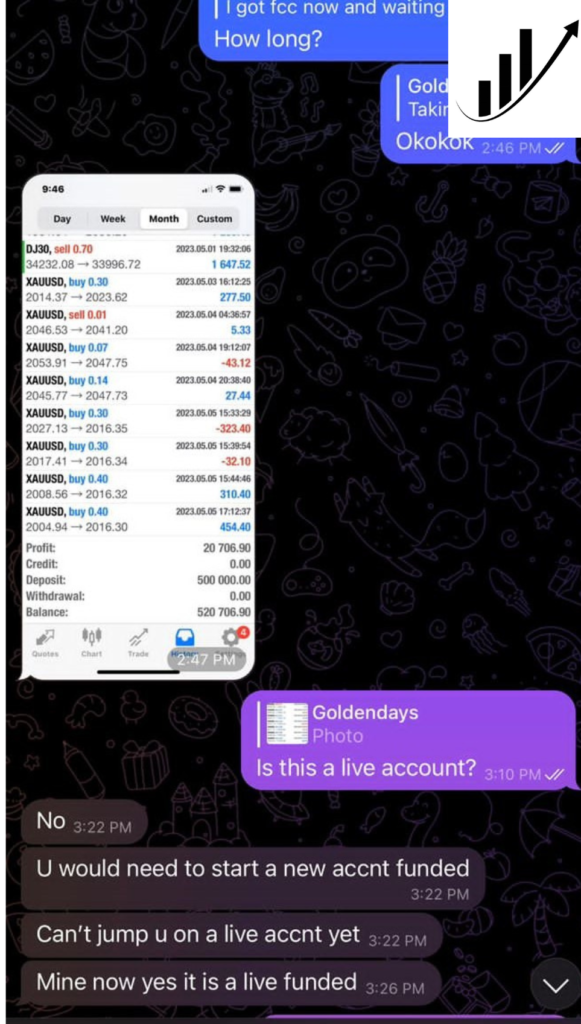 I got fcc now and waiting
How long?
Gold
Takin
Okokok 2:46 PM
9:46
Day Week Month Custom
DJ30, sell 0.70 2023.05.01 19:32:06
34232.08 → 33996.72 1 647.52
XAUUSD, buy 0.30 2023.05.03 16:12:25
2014.37 → 2023.62 277.50
XAUUSD, sell 0.01 2023.05.04 04:36:57
2046.53 → 2041.20 5.33
XAUUSD, buy 0.07 2023.05.04 19:12:07
2053.91 → 2047.75 -43.12
XAUUSD, buy 0.14 2023.05.04 20:38:40
2045.77 → 2047.73 27.44
XAUUSD, buy 0.30 2023.05.05 15:33:29
2027.13 → 2016.35 -323.40
XAUUSD, buy 0.30 2023.05.05 15:39:54
2017.41 → 2016.34 -32.10
XAUUSD, buy 0.40 2023.05.05 15:44:46
2008.56 → 2016.32 310.40
XAUUSD, buy 0.40 2023.05.05 17:12:37
2004.94 → 2016.30 454.40
Profit: 20 706.90
Credit: 0.00
Deposit: 500 000.00
Withdrawal: 0.00
Balance: 520 706.90
4
Quotes Chart Trade
2:47 PM
Goldendays
Photo
Is this a live account? 3:10 PM
No 3:22 PM
U would need to start a new accnt funded
3:22 PM
Can't jump u on a live accnt yet 3:22 PM
Mine now yes it is a live funded 3:26 PM